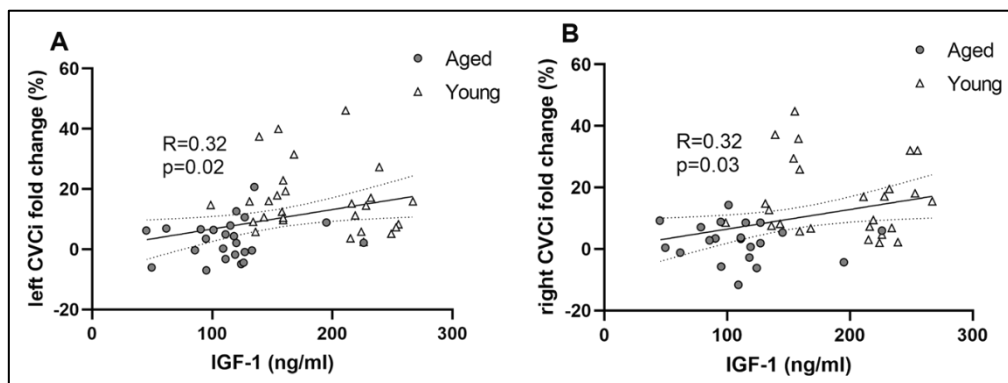 A
Aged
Young
left CVCi fold change (%)
60
40
20
0
-20
R=0.32
p=0.02
0
100
200
300
IGF-1 (ng/ml)
B
Aged
Young
right CVCi fold change (%)
60
40
20
0
-20
R=0.32
p=0.03
0
100
200
300
IGF-1 (ng/ml)